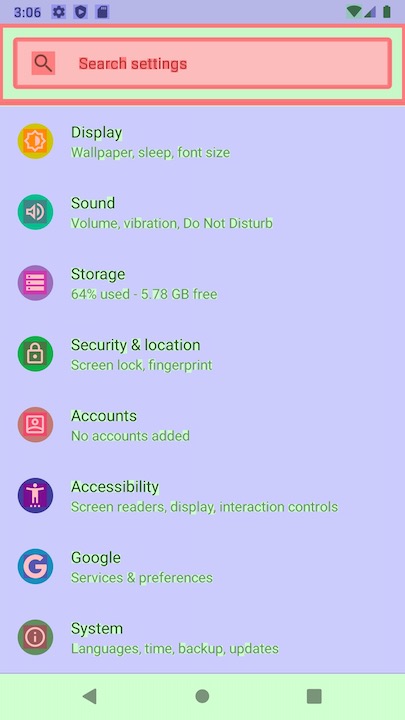 3:06
Search settings
Display
Wallpaper, sleep, font size
Sound
Volume, vibration, Do Not Disturb
Storage
64% used - 5.78 GB free
Security & location
Screen lock, fingerprint
Accounts
No accounts added
Accessibility
Screen readers, display, interaction controls
Google
Services & preferences
System
Languages, time, backup, updates